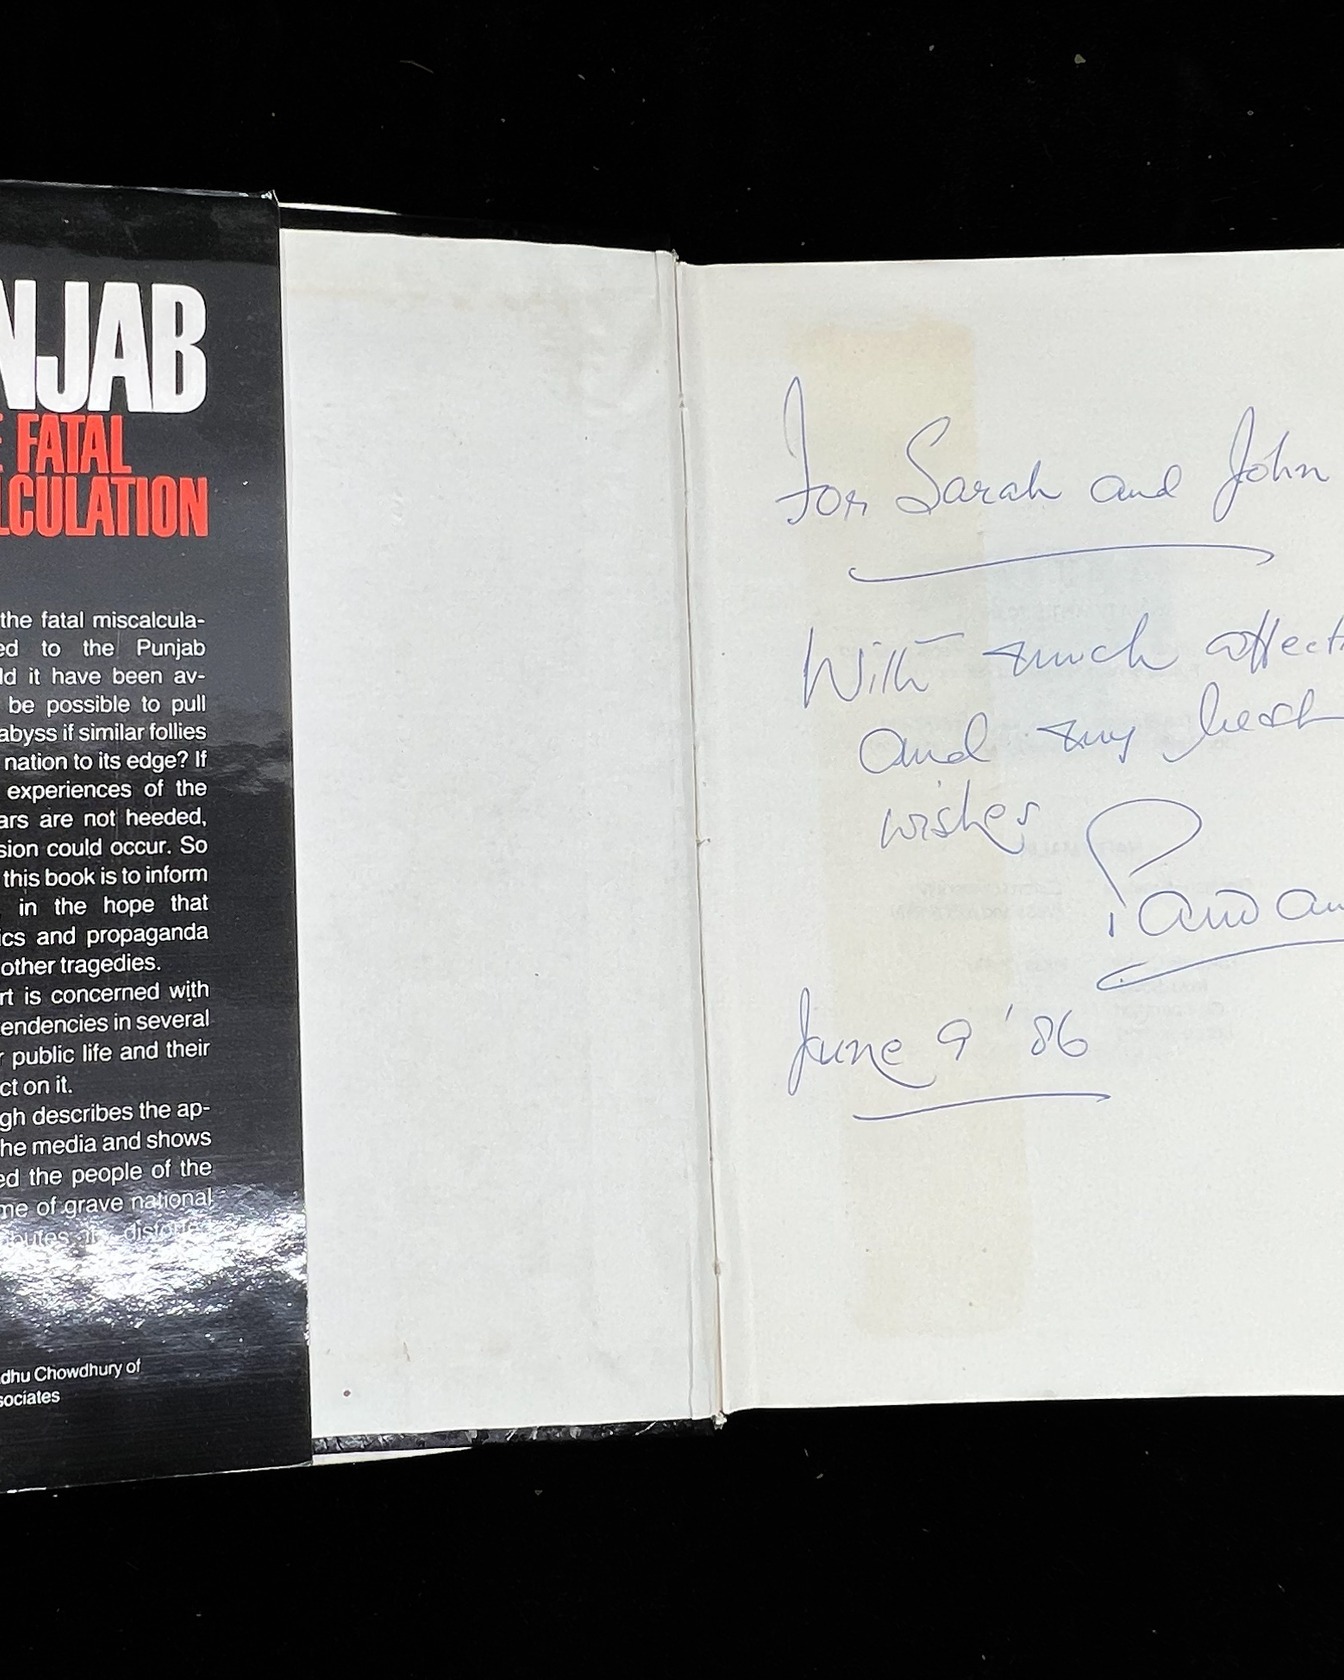 NJAB
E FATAL
LCULATION
the fatal miscalcula-
ed to the Punjab
ld it have been av-
be possible to pull
abyss if similar follies
nation to its edge? If
experiences of the
ars are not heeded,
sion could occur. So
this book is to inform
, in the hope that
ics and propaganda
other tragedies.
rt is concerned with
endencies in several
r public life and their
ct on it.
gh describes the ap-
he media and shows
ed the people of the
me of grave national
butes its distor-
dhu Chowdhury of
sociates
For Sarah and John
With much affecti
and my best
wishes
Patwan
June 9 '86